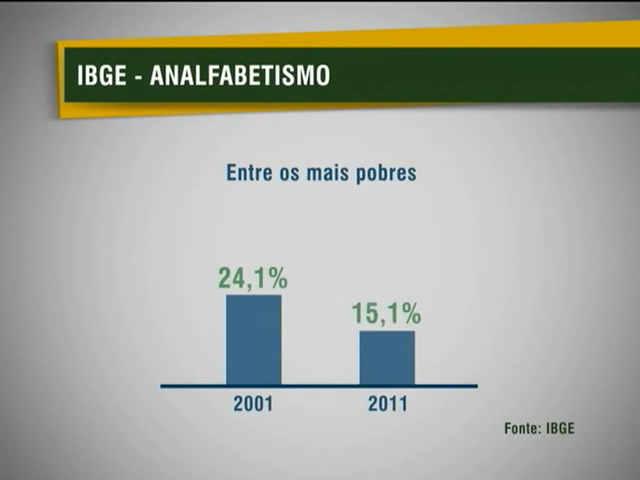 IBGE - ANALFABETISMO
Entre os mais pobres
24,1%
15,1%
2001
2011
Fonte: IBGE